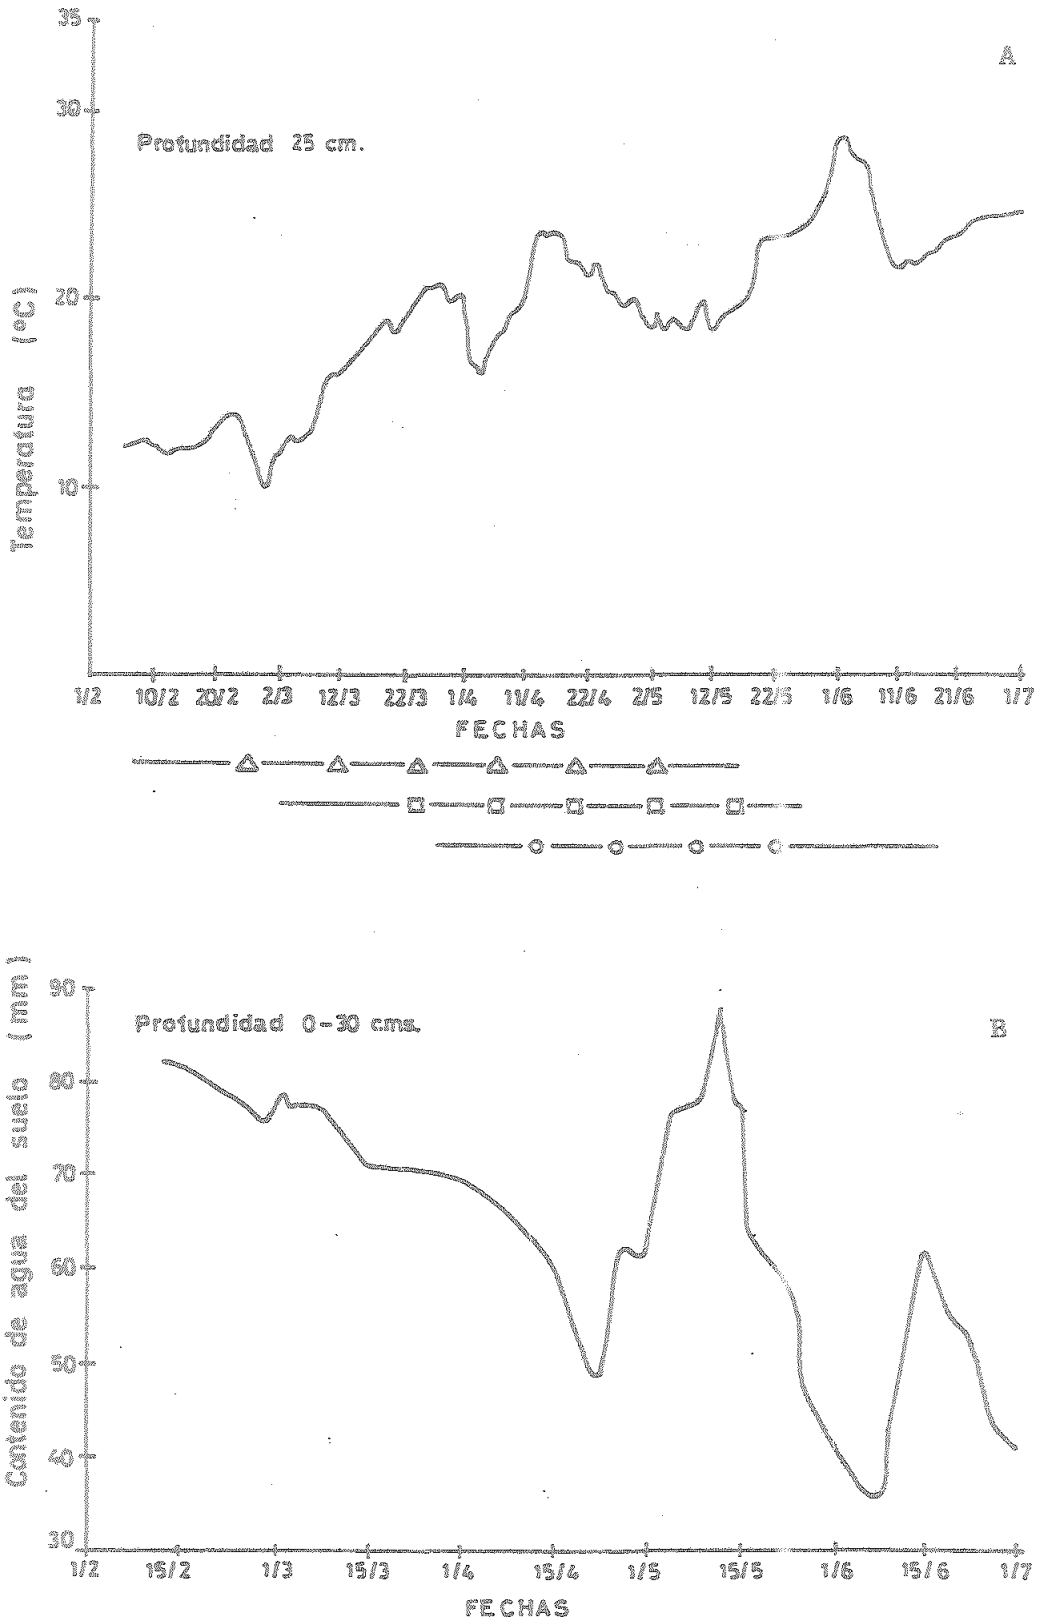 35
A
30
Profundidad 25 cm.
20
10
Temperatura (ºC)
1/2 10/2 20/2 2/3 12/3 22/3 1/4 11/4 22/4 2/5 12/5 22/5 1/6 11/6 21/6 1/7
FECHAS
90
Profundidad 0-30 cms.
B
80
70
60
50
40
30
Contenido de agua del suelo (mm)
1/2 15/2 1/3 15/3 1/4 15/4 1/5 15/5 1/6 15/6 1/7
FECHAS